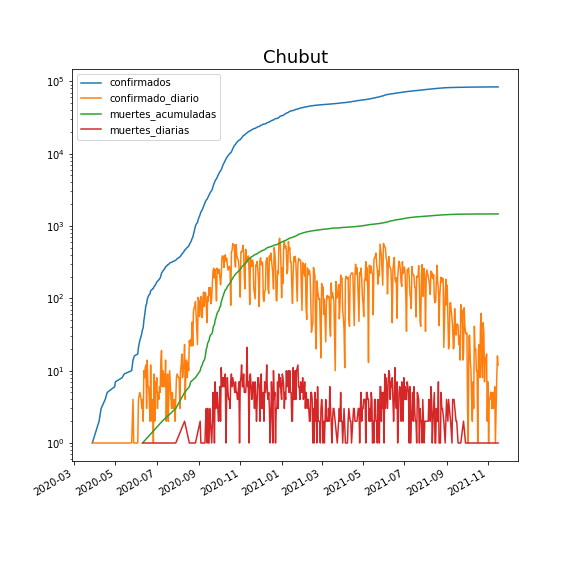 Chubut
confirmados
confirmado_diario
muertes_acumuladas
muertes_diarias
10^5
10^4
10^3
10^2
10^1
10^0
2020-03 2020-05 2020-07 2020-09 2020-11 2021-01 2021-03 2021-05 2021-07 2021-09 2021-11